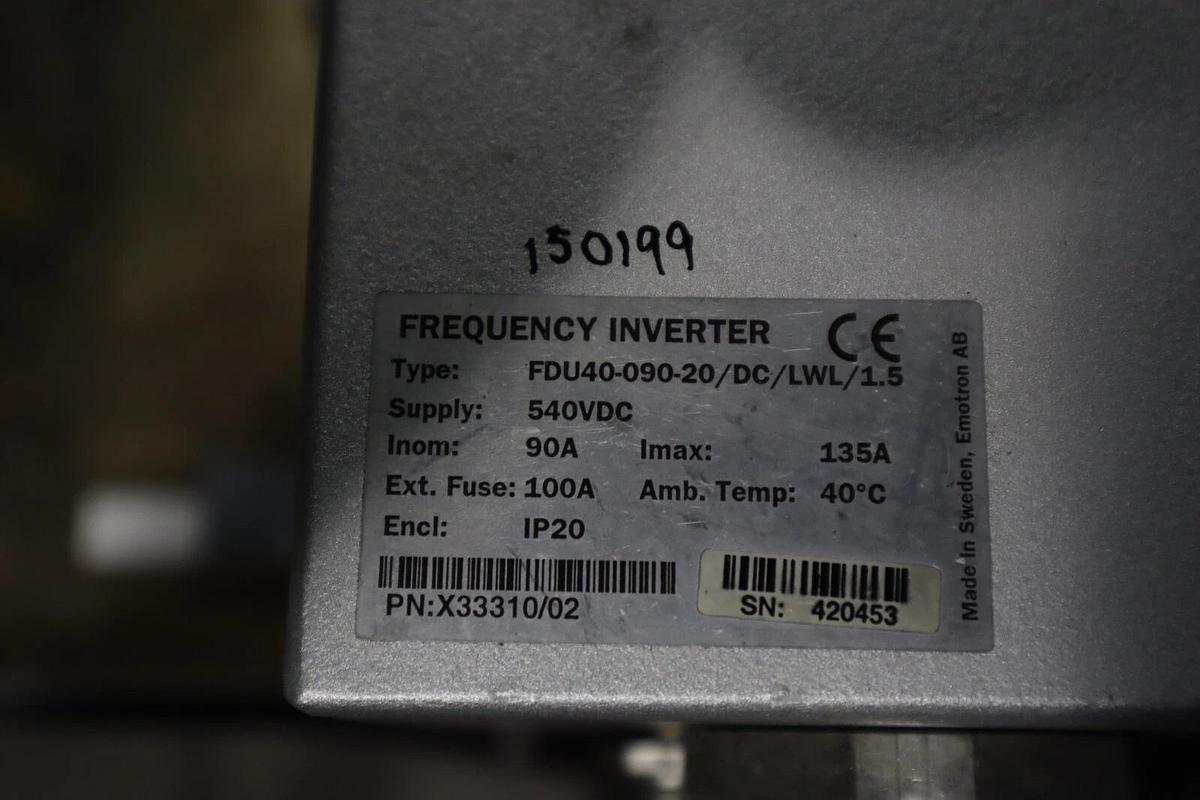 150199
FREQUENCY INVERTER CE
Type: FDU40-090-20/DC/LWL/1.5
Supply: 540VDC
Inom: 90A Imax: 135A
Ext. Fuse: 100A Amb. Temp: 40°C
Encl: IP20
PN:X33310/02
SN: 420453
Made in Sweden, Emotron AB